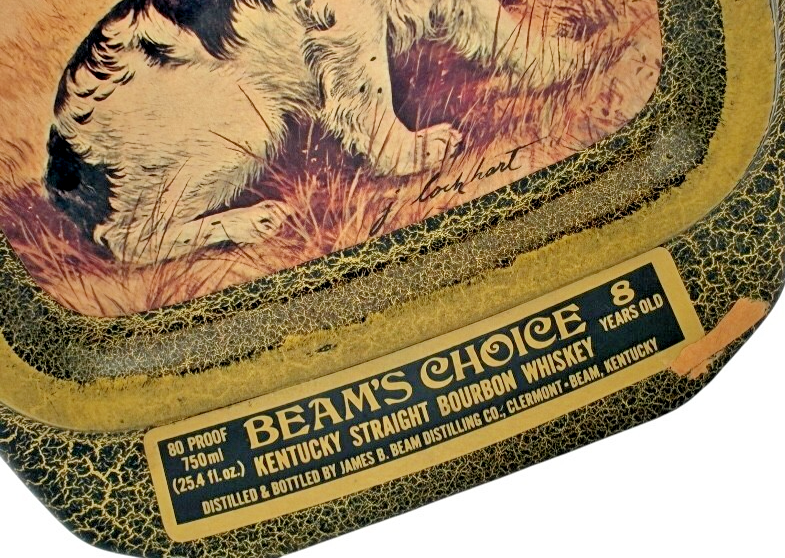 j Lockhart
BEAM'S CHOICE
8
YEARS OLD
80 PROOF
750ml
(25.4 fl. oz.)
KENTUCKY STRAIGHT BOURBON WHISKEY
DISTILLED & BOTTLED BY JAMES B. BEAM DISTILLING CO., CLERMONT-BEAM, KENTUCKY